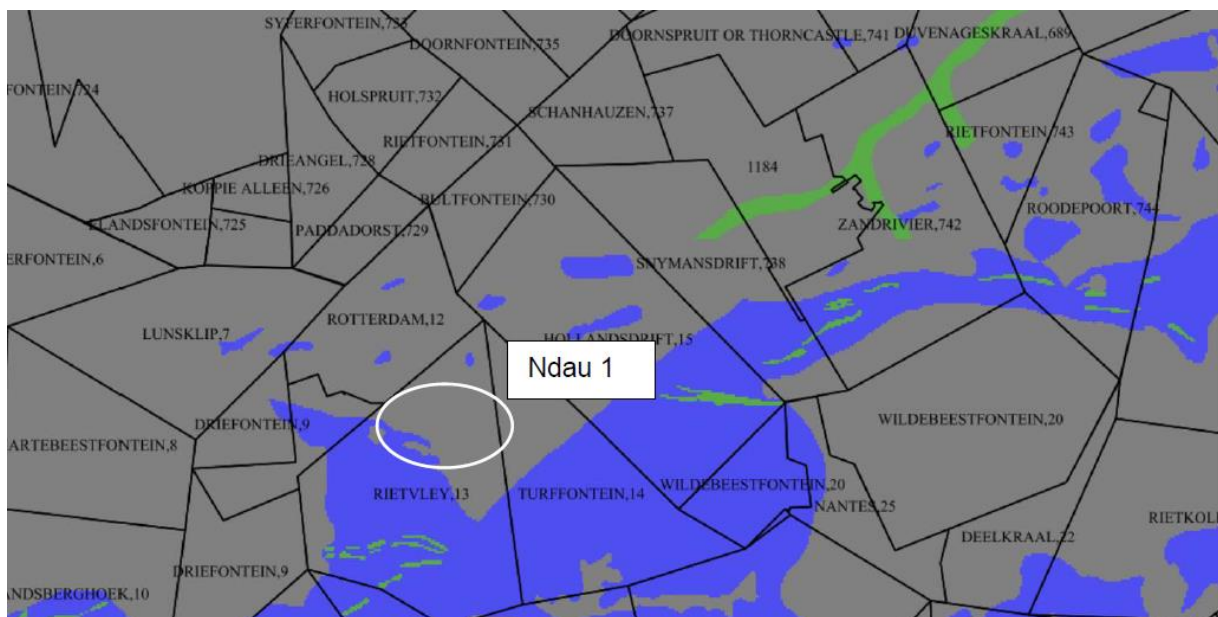 SYFERFONTEIN,733
DOORNFONTEIN,735
DOORNSPRUIT OR THORNCASTLE,741
DUVENAGESKRAAL,689
FONTEIN,724
HOLSPRUIT,732
SCHANHAUZEN,737
RIETFONTEIN,731
RIETFONTEIN,743
DRIEANGEL,728
1184
KOPPIE ALLEEN,726
BULTFONTEIN,730
ROODEPOORT,744
ELANDSFONTEIN,725
PADDADORST,729
ZANDRIVIER,742
ERFONTEIN,6
SNYMANSDRIFT,738
ROTTERDAM,12
LUNSKLIP,7
HOLLANDSDRIFT,15
Ndau 1
DRIEFONTEIN,9
WILDEBEESTFONTEIN,20
ARTEBEESTFONTEIN,8
RIETVLEY,13
TURFFONTEIN,14
WILDEBEESTFONTEIN,20
NANTES,25
RIETKOL
DEELKRAAL,22
DRIEFONTEIN,9
ANDSBERGHOEK,10